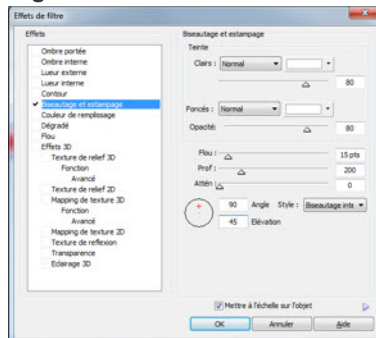 Effets de filtre
Effets
Ombre portée
Ombre interne
Lueur externe
Lueur interne
Contour
Biseautage et estampage
Couleur de remplissage
Dégradé
Flou
Effets 3D
Texture de relief 3D
Fonction
Avancé
Texture de relief 2D
Mapping de texture 3D
Fonction
Avancé
Mapping de texture 2D
Texture de reflexion
Transparence
Eclairage 3D
Biseautage et estampage
Teinte
Clairs : Normal
80
Foncés : Normal
Opacité: 80
Flou : 15 pts
Prof : 200
Attén 0
90 Angle Style : Biseautage inte
45 Elévation
Mettre à l'échelle sur l'objet
OK Annuler Aide